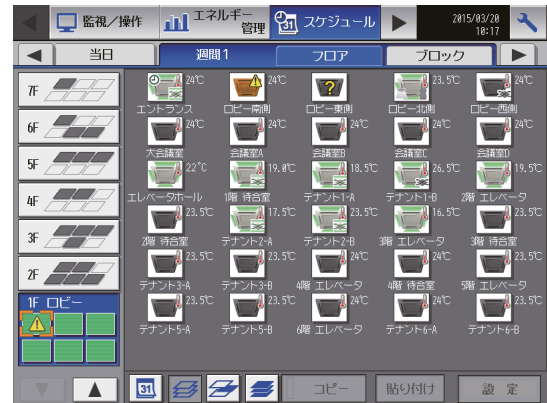 監視／操作
エネルギー
管理
31
スケジュール
2015/03/20
10:17
当日
週間1
フロア
ブロック
7F
6F
5F
4F
3F
2F
1F ロビー
24℃ 24℃ 24℃ 23.5℃ 24℃
エントランス ロビー南側 ロビー東側 ロビー北側 ロビー西側
24℃ 24℃ 24℃ 24℃ 24℃
大会議室 会議室A 会議室B 会議室C 会議室D
22℃ 19.0℃ 18.5℃ 26.5℃ 19.5℃
エレベータホール 1階 待合室 テナント1-A テナント1-B 2階 エレベータ
23.5℃ 17.5℃ 23.5℃ 16.5℃ 23.5℃
2階 待合室 テナント2-A テナント2-B 3階 エレベータ 3階 待合室
23.5℃ 23.5℃ 24℃ 24℃ 23.5℃
テナント3-A テナント3-B 4階 エレベータ 4階 待合室 5階 エレベータ
23.5℃ 23.5℃ 24℃ 24℃ 23.5℃
テナント5-A テナント5-B 6階 エレベータ テナント6-A テナント6-B
31
コピー
貼り付け
設 定